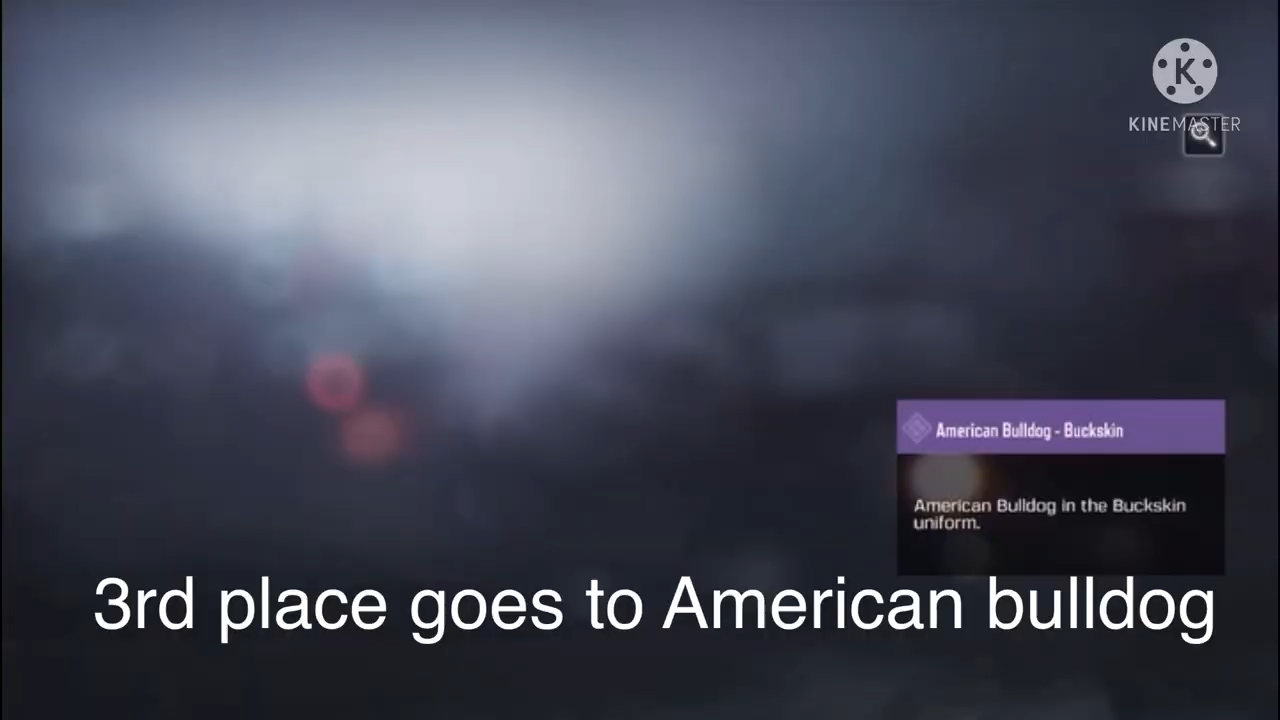 K
KINEMASTER
American Bulldog - Buckskin
American Bulldog in the Buckskin
uniform.
3rd place goes to American bulldog